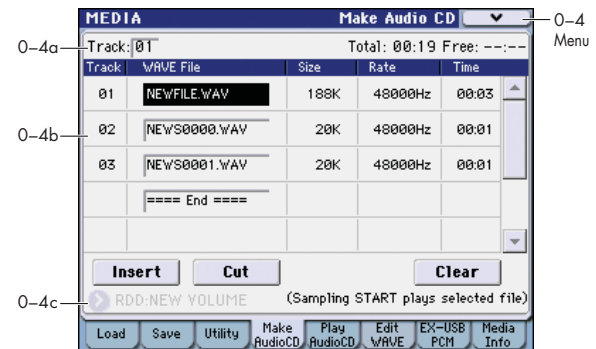 MEDIA Make Audio CD
0–4
Menu
0–4a
Track: 01 Total: 00:19 Free: --:--
Track WAVE File Size Rate Time
01 NEWFILE.WAV 188K 48000Hz 00:03
0–4b
02 NEWS0000.WAV 20K 48000Hz 00:01
03 NEWS0001.WAV 20K 48000Hz 00:01
==== End ====
Insert Cut Clear
0–4c
RDD:NEW VOLUME (Sampling START plays selected file)
Load Save Utility Make AudioCD Play AudioCD Edit WAVE EX-USB PCM Media Info